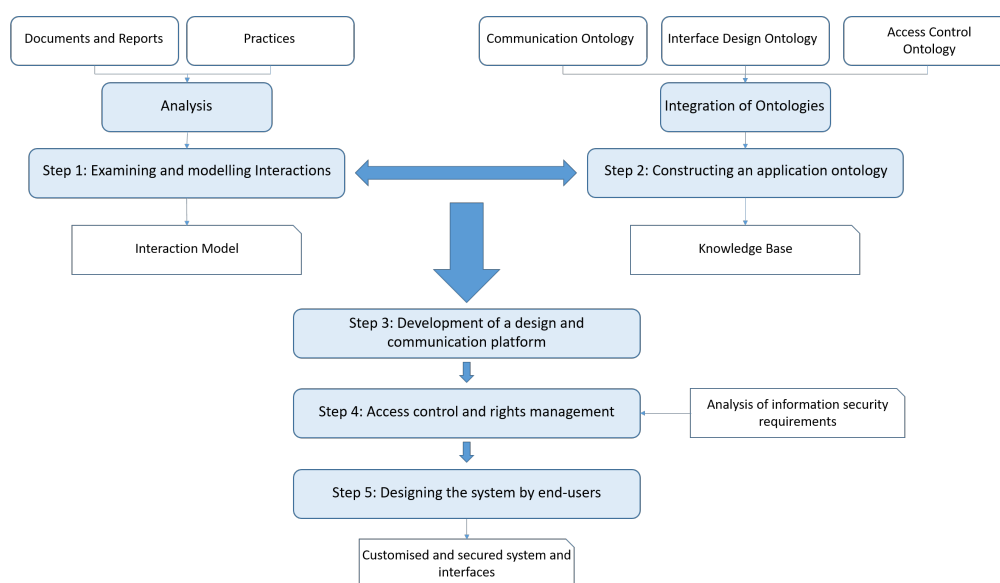 Documents and Reports
Practices
Communication Ontology
Interface Design Ontology
Access Control
Ontology
Analysis
Integration of Ontologies
Step 1: Examining and modelling Interactions
Step 2: Constructing an application ontology
Interaction Model
Knowledge Base
Step 3: Development of a design and
communication platform
Step 4: Access control and rights management
Analysis of information security
requirements
Step 5: Designing the system by end-users
Customised and secured system and
interfaces